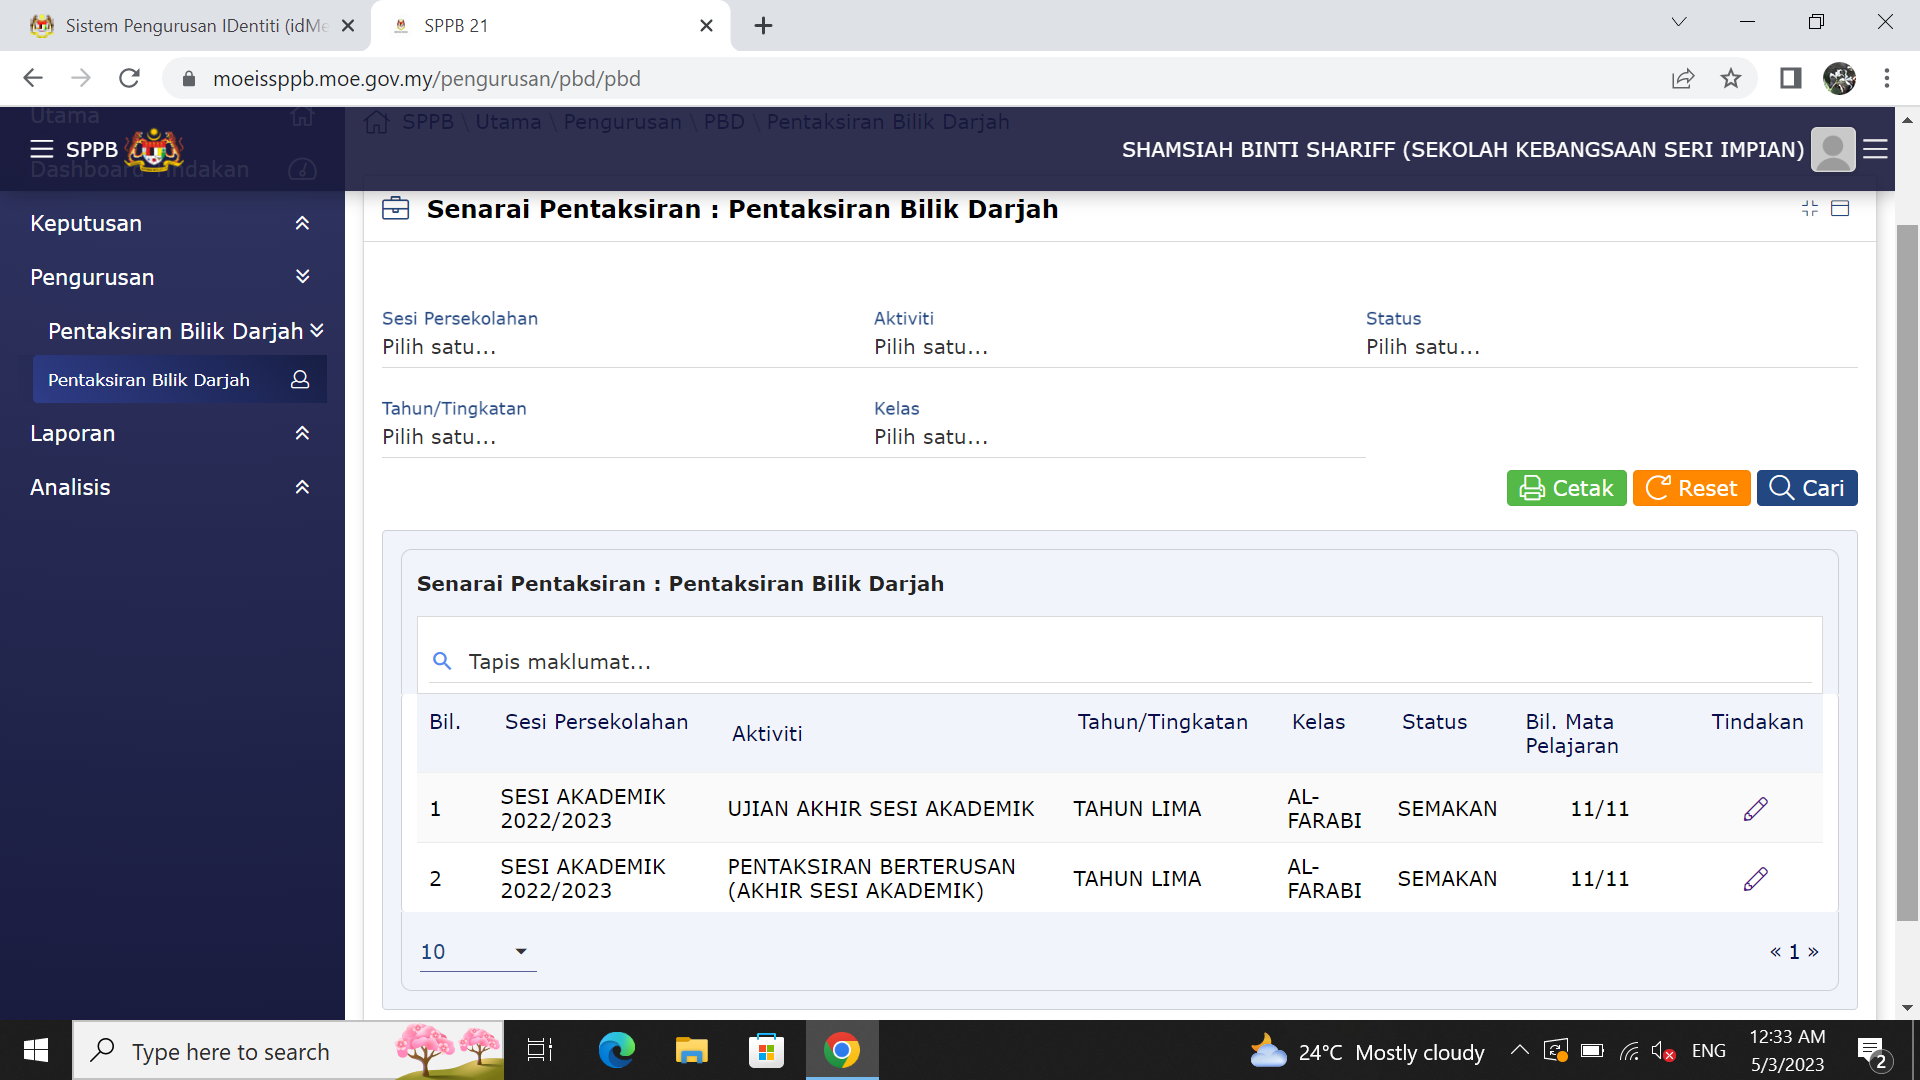 Sistem Pengurusan IDentiti (idMe
SPPB 21
moeissppb.moe.gov.my/pengurusan/pbd/pbd
Utama
SPPB \ Utama \ Pengurusan \ PBD \ Pentaksiran Bilik Darjah
SPPB
SHAMSIAH BINTI SHARIFF (SEKOLAH KEBANGSAAN SERI IMPIAN)
Dashboard Tindakan
Keputusan
Pengurusan
Pentaksiran Bilik Darjah
Pentaksiran Bilik Darjah
Laporan
Analisis
Senarai Pentaksiran : Pentaksiran Bilik Darjah
Sesi Persekolahan Aktiviti Status
Pilih satu... Pilih satu... Pilih satu...
Tahun/Tingkatan Kelas
Pilih satu... Pilih satu...
Cetak Reset Cari
Senarai Pentaksiran : Pentaksiran Bilik Darjah
Tapis maklumat...
Bil. Sesi Persekolahan Aktiviti Tahun/Tingkatan Kelas Status Bil. Mata Pelajaran Tindakan
1 SESI AKADEMIK 2022/2023 UJIAN AKHIR SESI AKADEMIK TAHUN LIMA AL-FARABI SEMAKAN 11/11
2 SESI AKADEMIK 2022/2023 PENTAKSIRAN BERTERUSAN (AKHIR SESI AKADEMIK) TAHUN LIMA AL-FARABI SEMAKAN 11/11
10
« 1 »
Type here to search
24°C Mostly cloudy
ENG
12:33 AM
5/3/2023
2